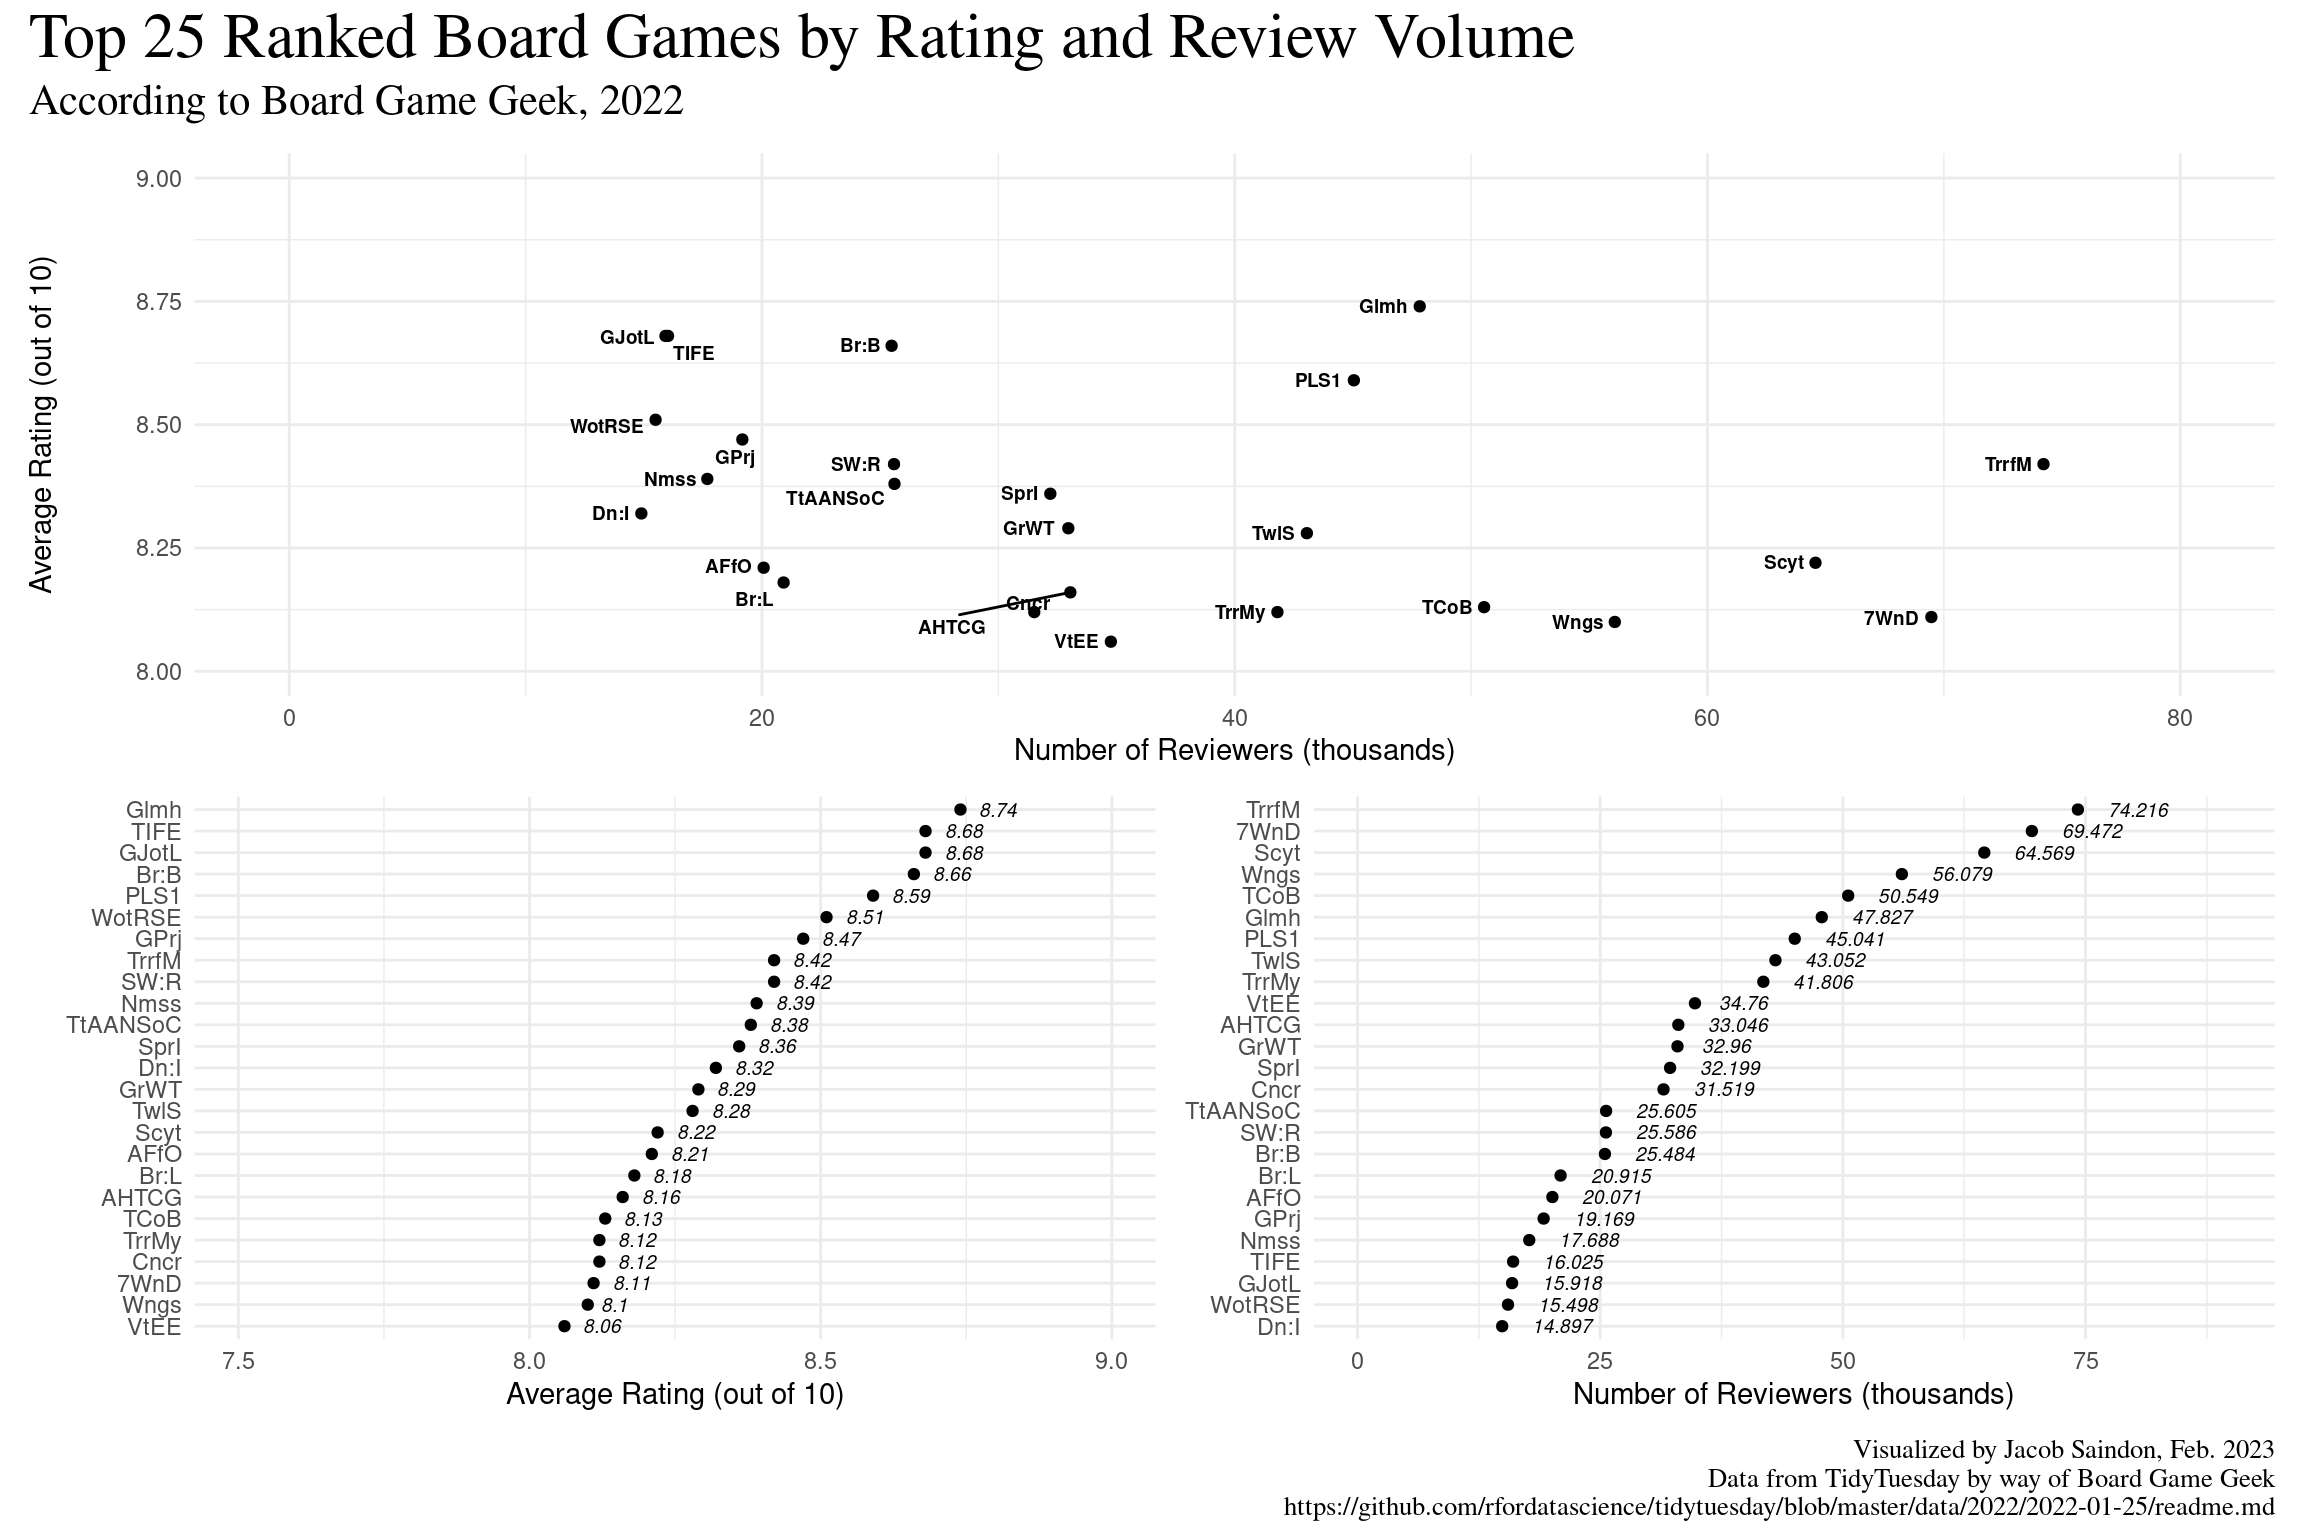 Top 25 Ranked Board Games by Rating and Review Volume
According to Board Game Geek, 2022
Average Rating (out of 10)
9.00
8.75
8.50
8.25
8.00
Glmh
GJotL
TIFE
Br:B
PLS1
WotRSE
GPrj
SW:R
TrrfM
Nmss
TtAANSoC
SprI
Dn:I
GrWT
TwlS
Scyt
AFfO
Br:L
Cncr
AHTCG
TrrMy
TCoB
Wngs
7WnD
VtEE
0 20 40 60 80
Number of Reviewers (thousands)
Glmh 8.74
TIFE 8.68
GJotL 8.68
Br:B 8.66
PLS1 8.59
WotRSE 8.51
GPrj 8.47
TrrfM 8.42
SW:R 8.42
Nmss 8.39
TtAANSoC 8.38
SprI 8.36
Dn:I 8.32
GrWT 8.29
TwlS 8.28
Scyt 8.22
AFfO 8.21
Br:L 8.18
AHTCG 8.16
TCoB 8.13
TrrMy 8.12
Cncr 8.12
7WnD 8.11
Wngs 8.1
VtEE 8.06
7.5 8.0 8.5 9.0
Average Rating (out of 10)
TrrfM 74.216
7WnD 69.472
Scyt 64.569
Wngs 56.079
TCoB 50.549
Glmh 47.827
PLS1 45.041
TwlS 43.052
TrrMy 41.806
VtEE 34.76
AHTCG 33.046
GrWT 32.96
SprI 32.199
Cncr 31.519
TtAANSoC 25.605
SW:R 25.586
Br:B 25.484
Br:L 20.915
AFfO 20.071
GPrj 19.169
Nmss 17.688
TIFE 16.025
GJotL 15.918
WotRSE 15.498
Dn:I 14.897
0 25 50 75
Number of Reviewers (thousands)
Visualized by Jacob Saindon, Feb. 2023
Data from TidyTuesday by way of Board Game Geek
https://github.com/rfordatascience/tidytuesday/blob/master/data/2022/2022-01-25/readme.md